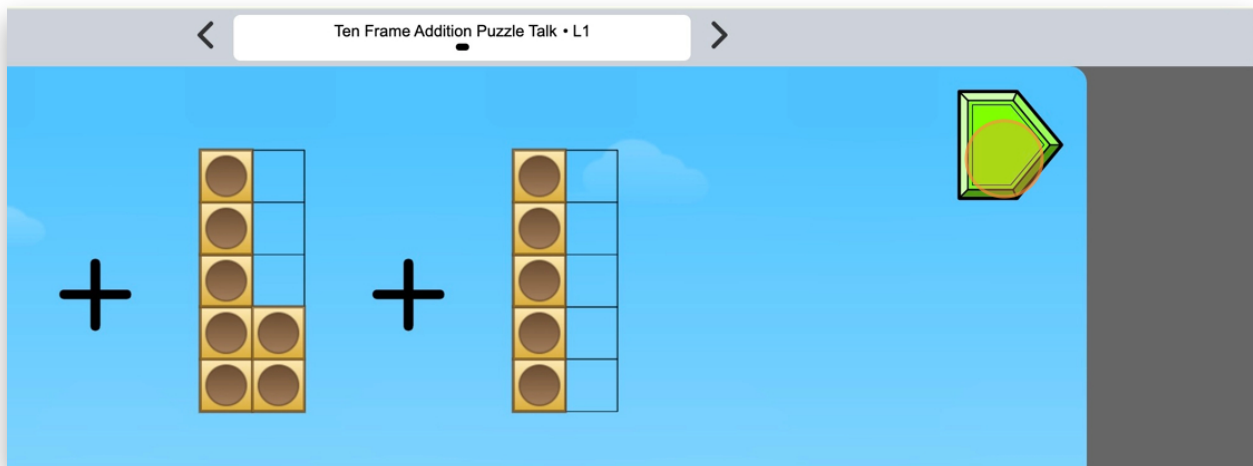 Ten Frame Addition Puzzle Talk • L1
+ +